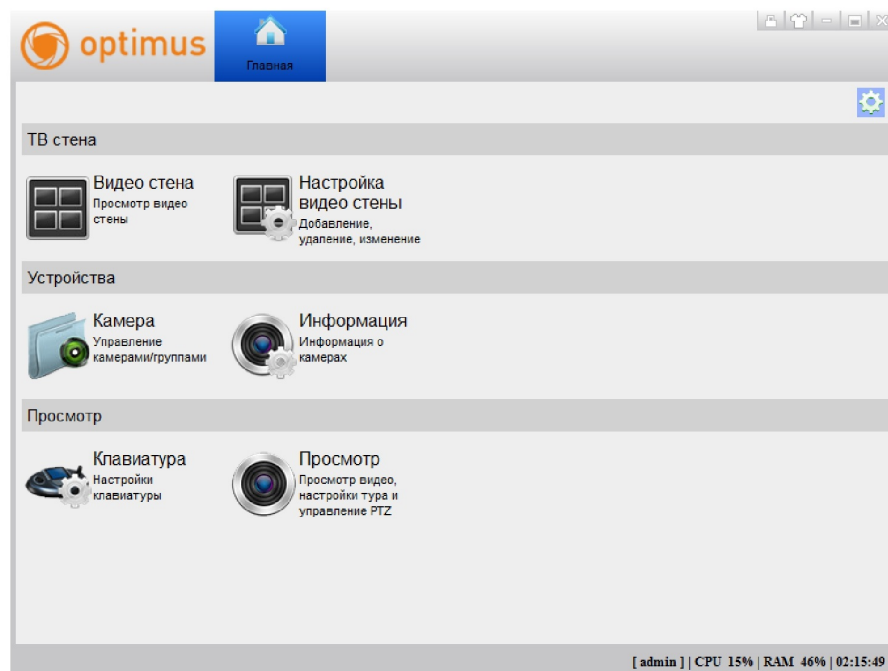 optimus
Главная
ТВ стена
Видео стена
Просмотр видео
стены
Настройка
видео стены
Добавление,
удаление, изменение
Устройства
Камера
Управление
камерами/группами
Информация
Информация о
камерах
Просмотр
Клавиатура
Настройки
клавиатуры
Просмотр
Просмотр видео,
настройки тура и
управление PTZ
[ admin ] | CPU 15% | RAM 46% | 02:15:49